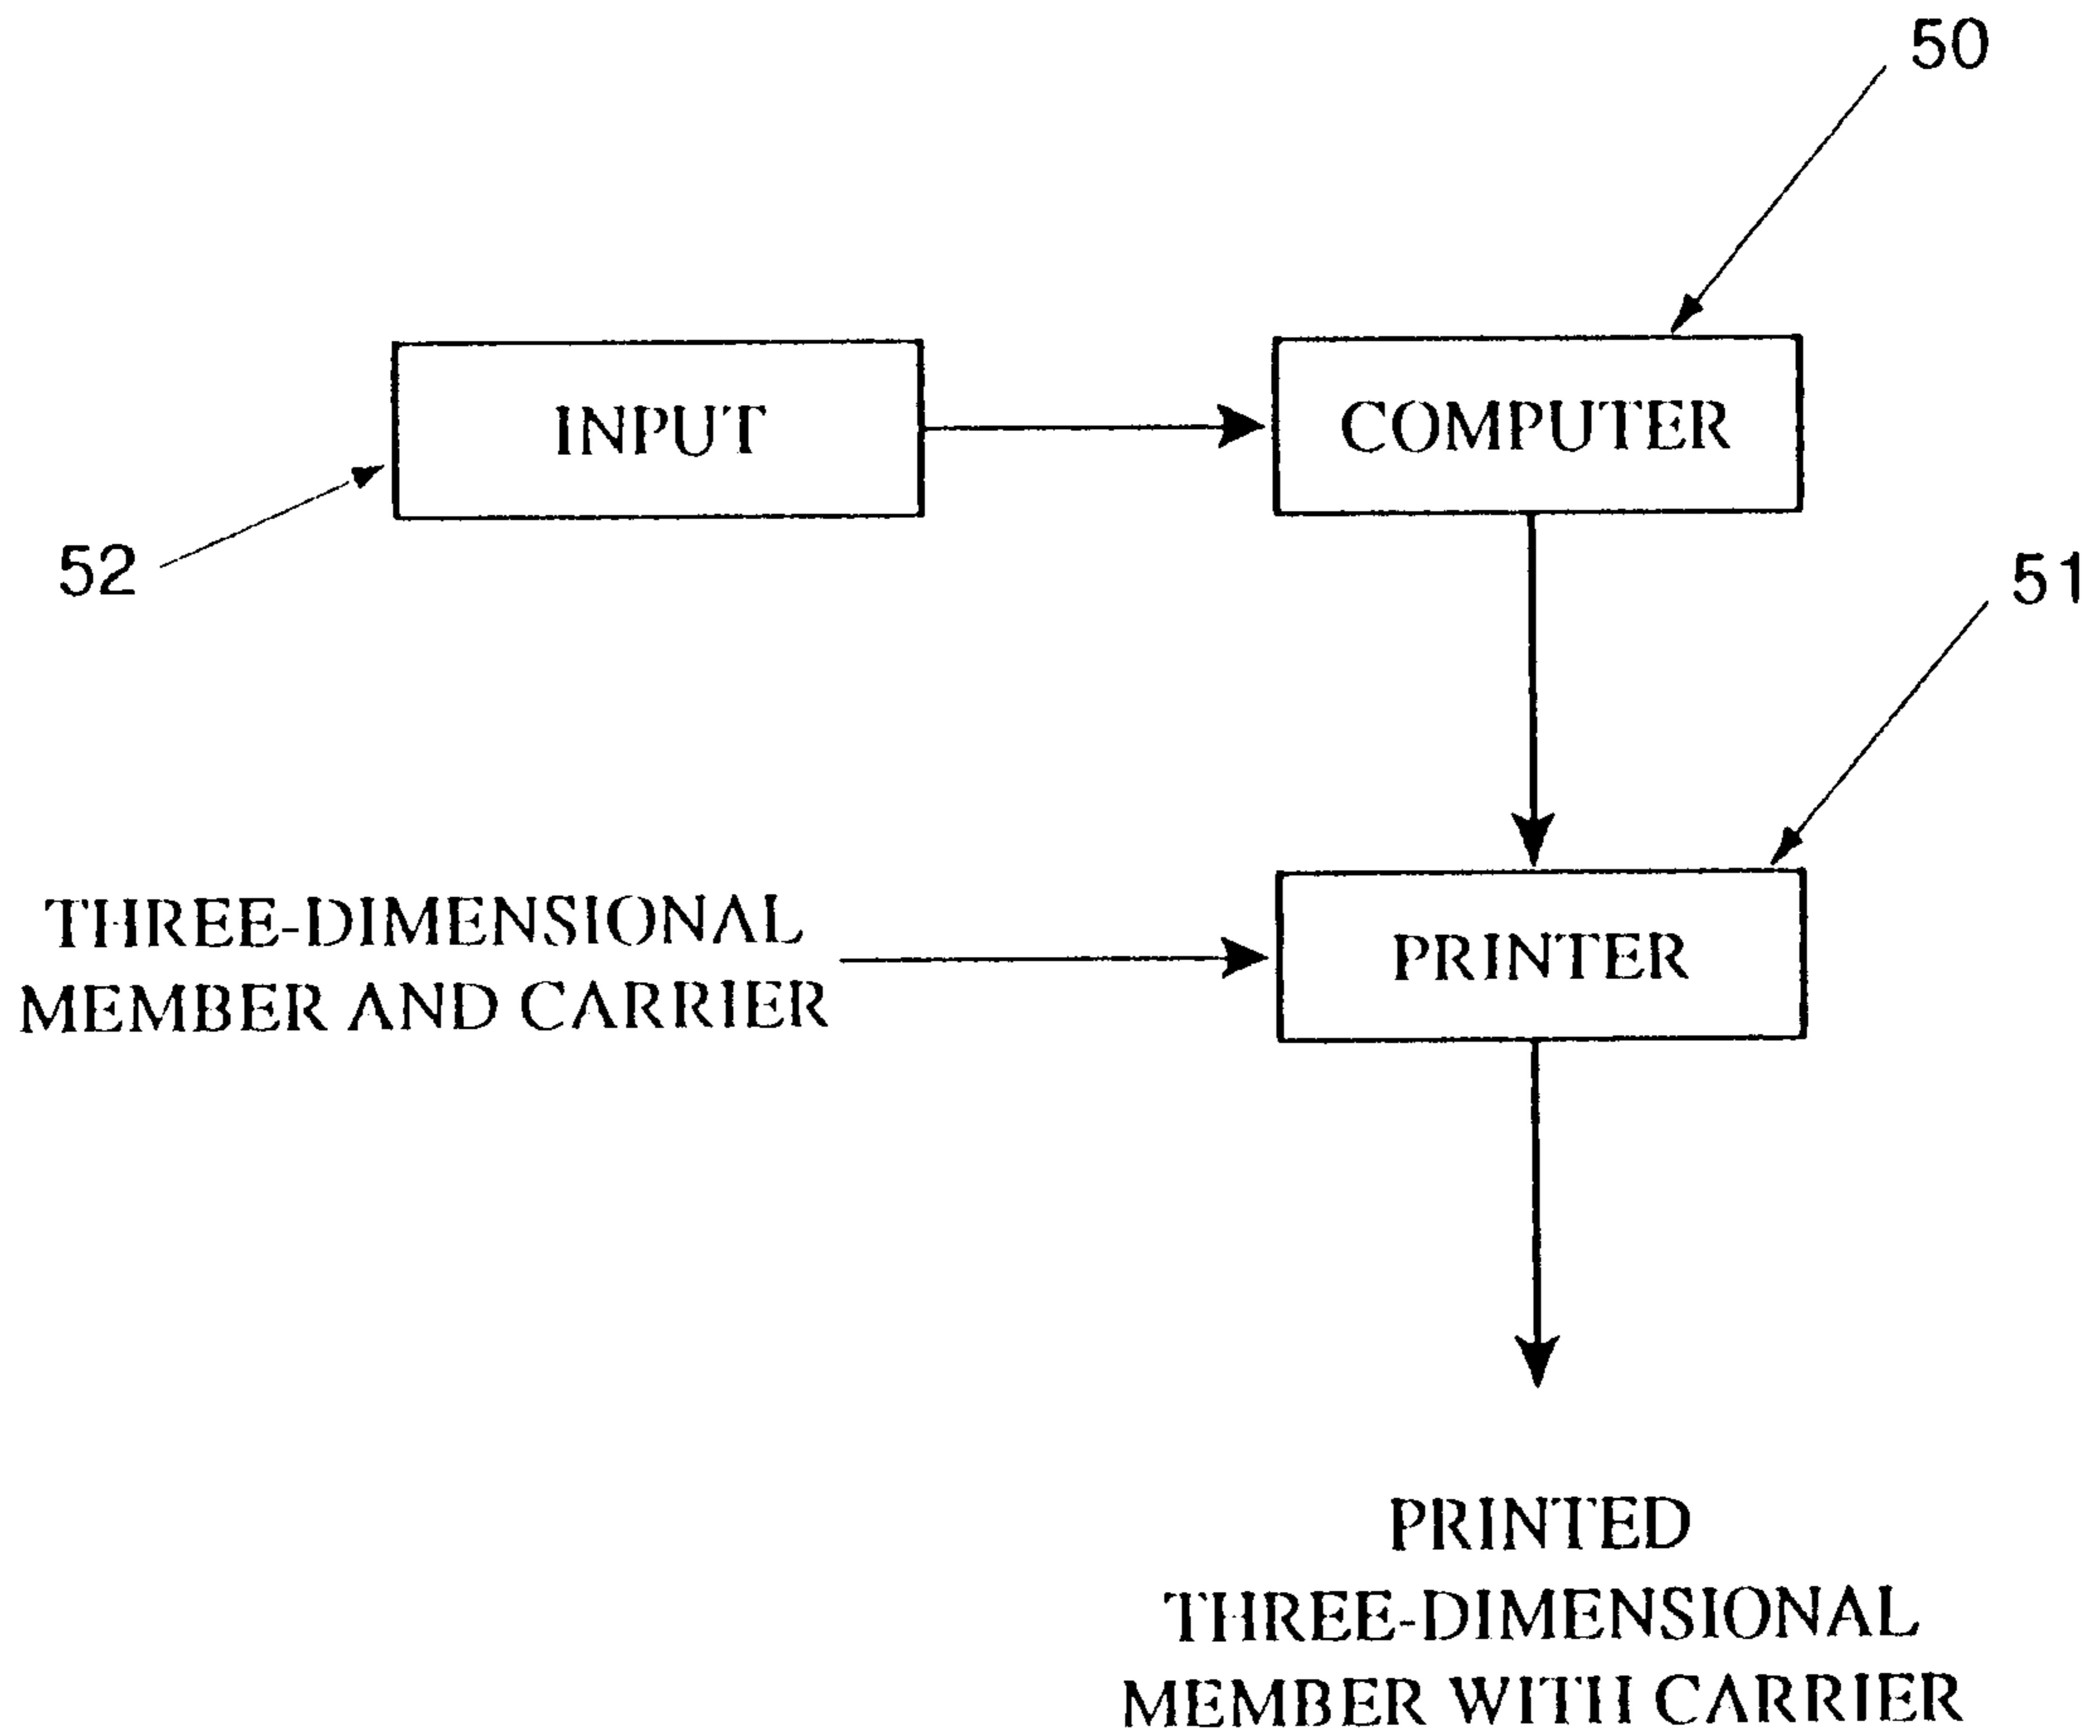 50
INPUT
COMPUTER
52
51
THREE-DIMENSIONAL
MEMBER AND CARRIER
PRINTER
PRINTED
THREE-DIMENSIONAL
MEMBER WITH CARRIER